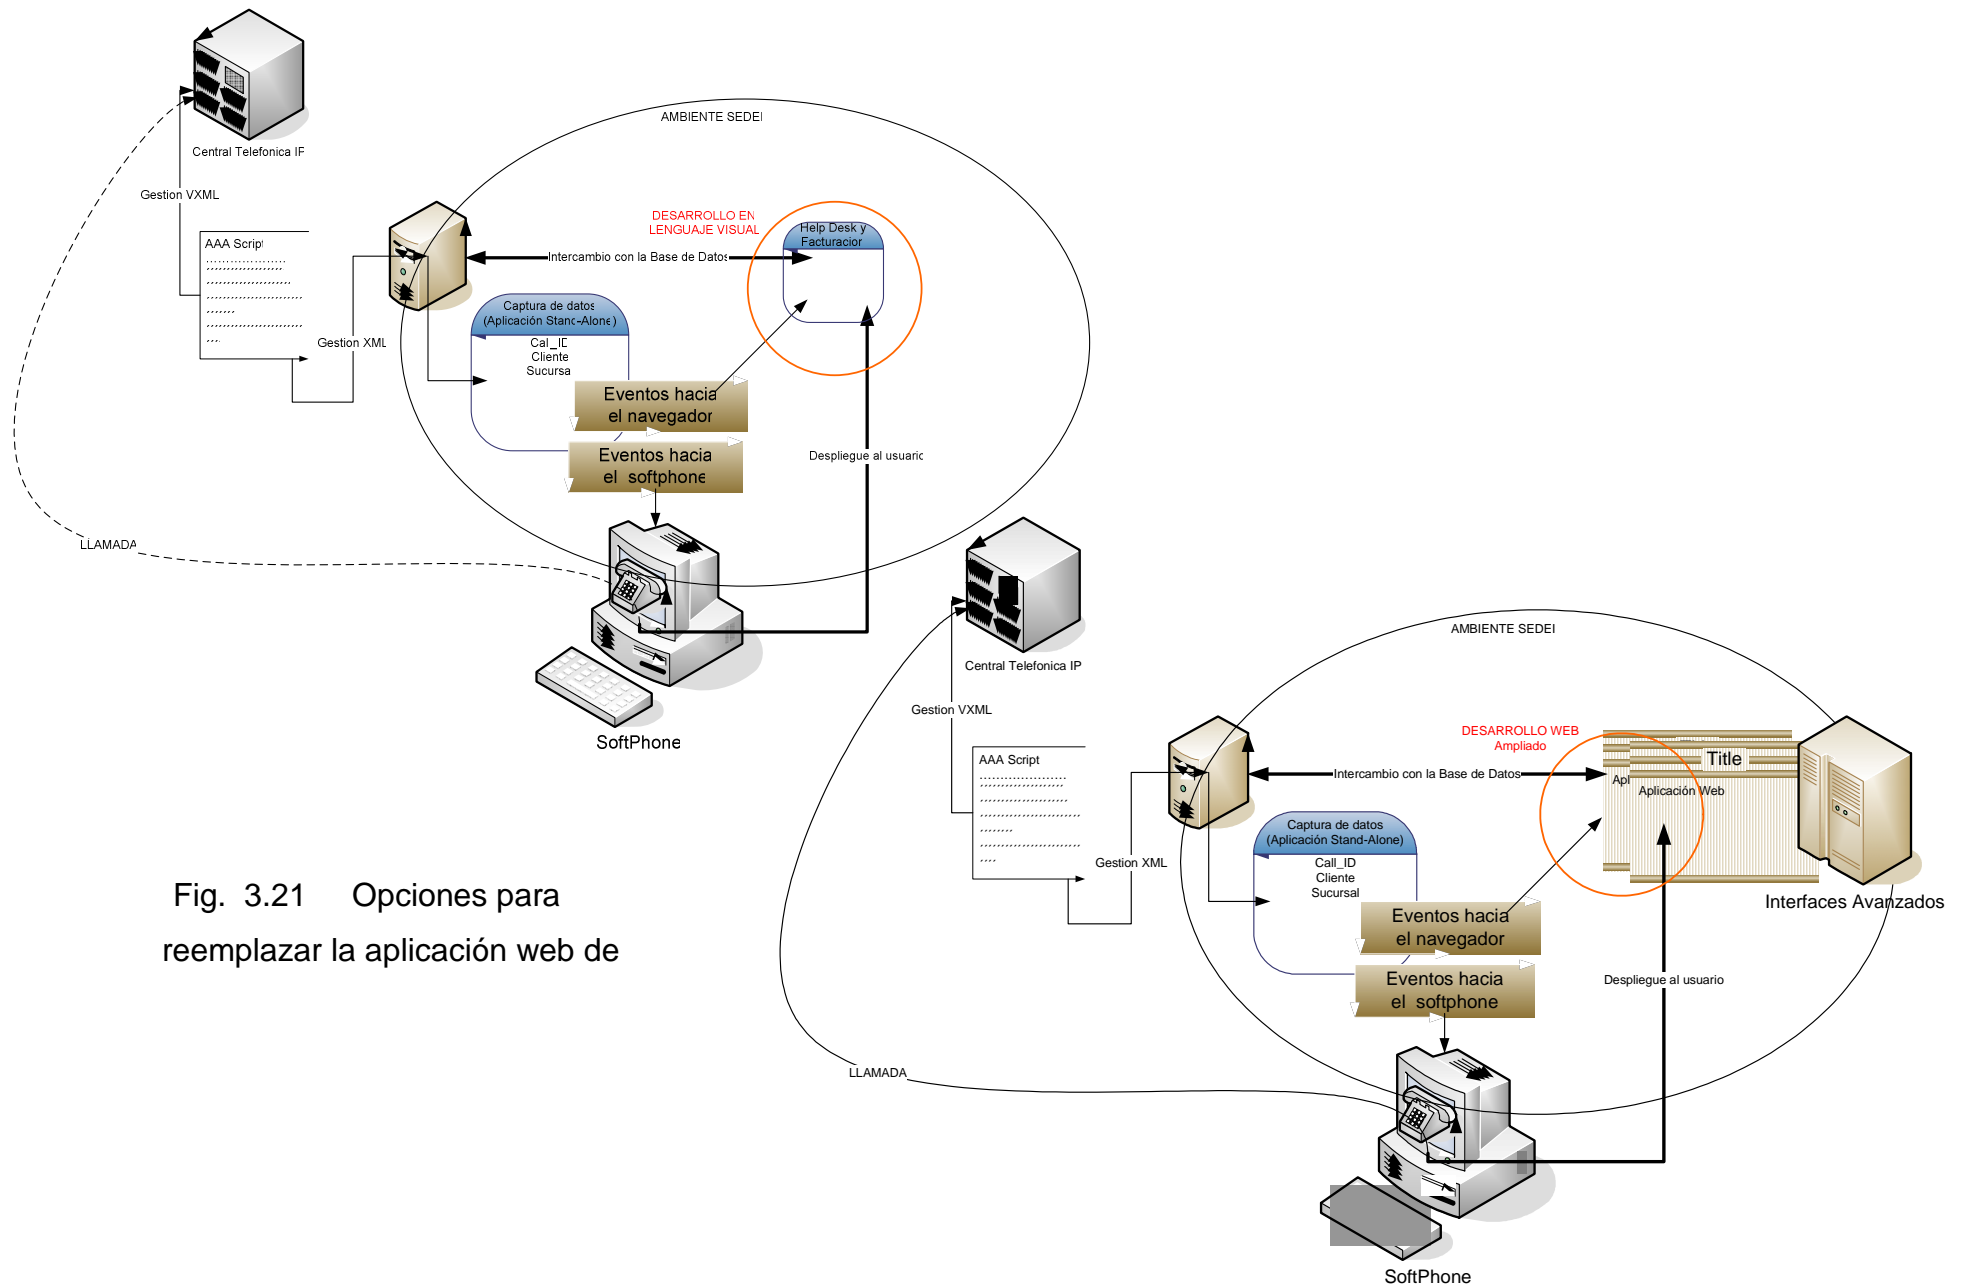 Central Telefonica IF
AMBIENTE SEDEI
Gestion VXML
DESARROLLO EN
LENGUAJE VISUAL
Help Desk y
Facturacior
AAA Script
Intercambio con la Base de Datos
Captura de datos
(Aplicación Stand-Alone)
Gestion XML
Cal_ID
Cliente
Sucursa
Eventos hacia
el navegador
Eventos hacia
el softphone
Despliegue al usuario
LLAMADA
SoftPhone
Central Telefonica IP
AMBIENTE SEDEI
Gestion VXML
DESARROLLO WEB
Ampliado
Title
AAA Script
Intercambio con la Base de Datos
Apl
Aplicación Web
Captura de datos
(Aplicación Stand-Alone)
Gestion XML
Call_ID
Cliente
Sucursal
Interfaces Avanzados
Eventos hacia
el navegador
Eventos hacia
el softphone
Despliegue al usuario
LLAMADA
SoftPhone
Fig. 3.21 Opciones para
reemplazar la aplicación web de